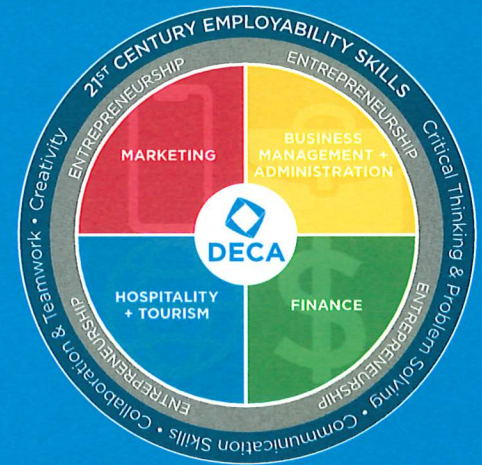 21ST CENTURY EMPLOYABILITY SKILLS
Critical Thinking & Problem Solving • Communication Skills • Collaboration & Teamwork • Creativity
ENTREPRENEURSHIP
ENTREPRENEURSHIP
ENTREPRENEURSHIP
ENTREPRENEURSHIP
MARKETING
BUSINESS
MANAGEMENT +
ADMINISTRATION
DECA
HOSPITALITY
+ TOURISM
FINANCE